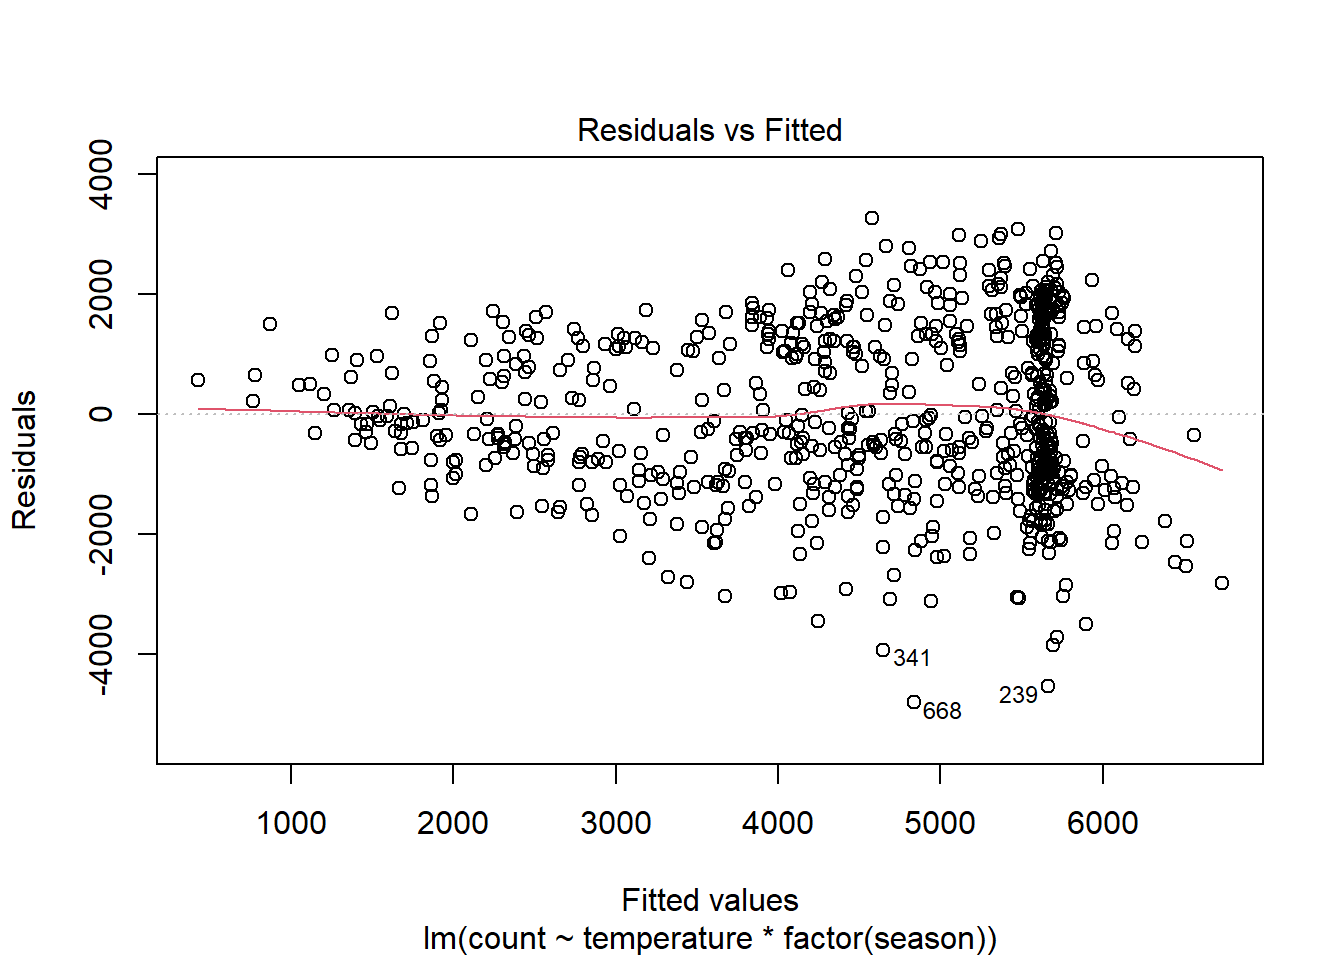 Residuals vs Fitted
4000
2000
0
-2000
-4000
Residuals
341
668
239
1000 2000 3000 4000 5000 6000
Fitted values
lm(count ~ temperature * factor(season))